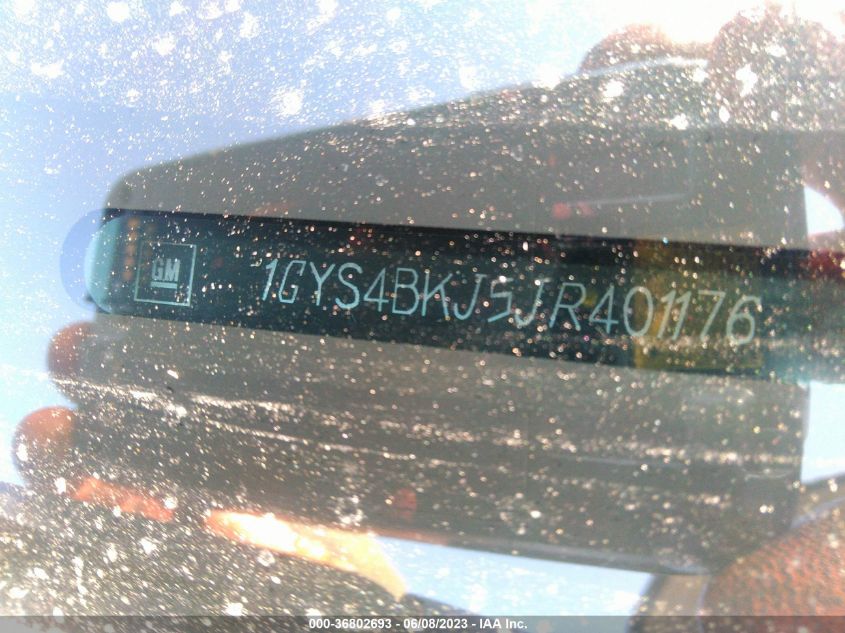 GM
1GYS4BKJ5JR401176
000-36802693 - 06/08/2023 - IAA Inc.